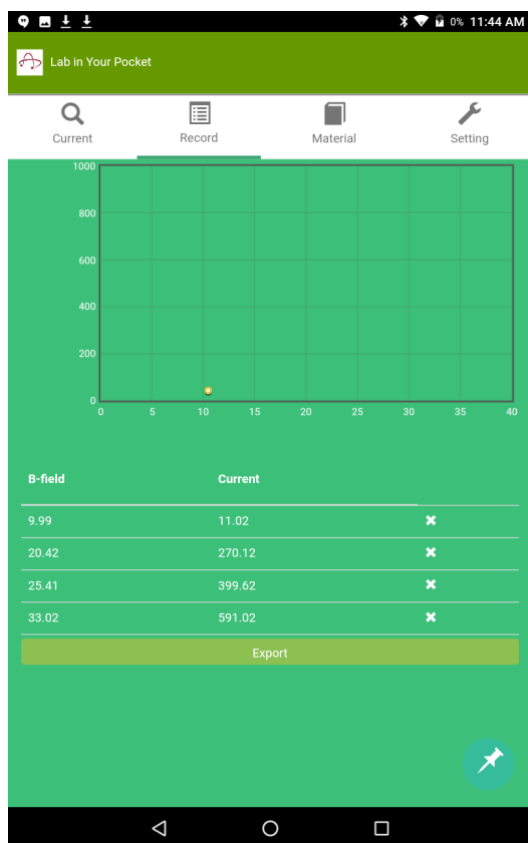 0% 11:44 AM
Lab in Your Pocket
Current Record Material Setting
1000
800
600
400
200
0
0 5 10 15 20 25 30 35 40
B-field Current
9.99 11.02
20.42 270.12
25.41 399.62
33.02 591.02
Export